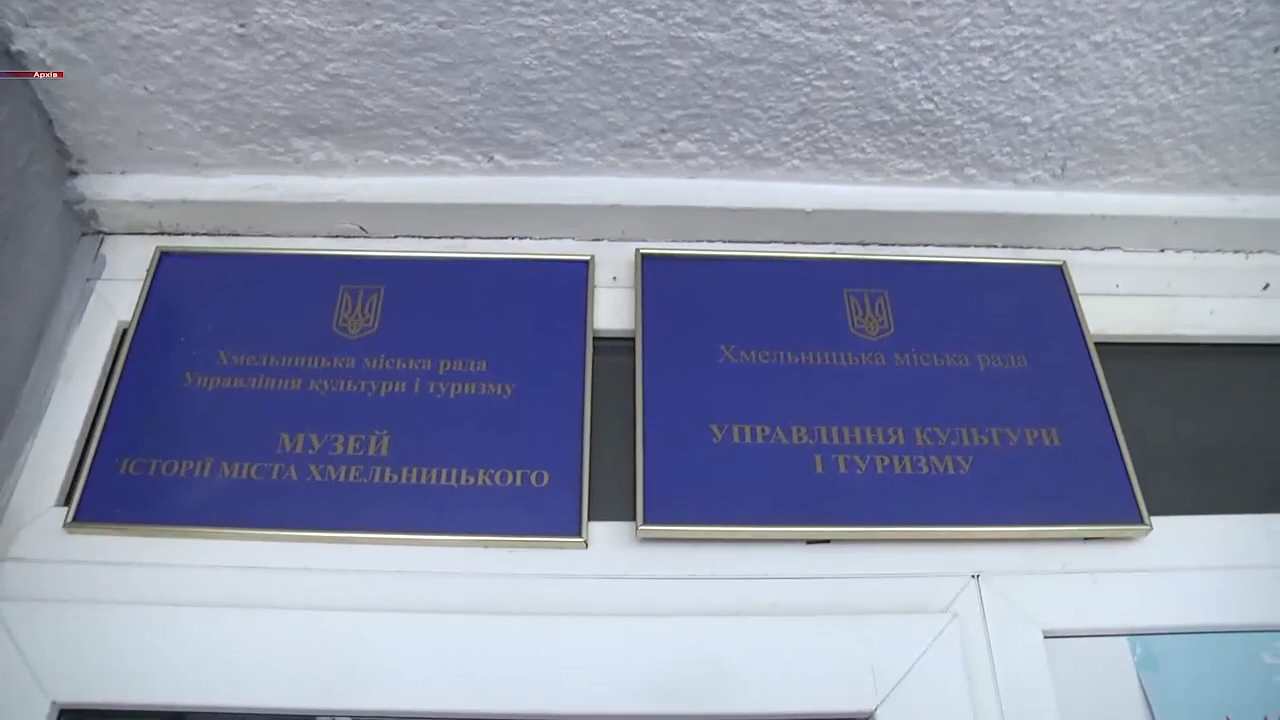 Архів
Хмельницька міська рада
Управління культури і туризму
МУЗЕЙ
ІСТОРІЇ МІСТА ХМЕЛЬНИЦЬКОГО
Хмельницька міська рада
УПРАВЛІННЯ КУЛЬТУРИ
І ТУРИЗМУ